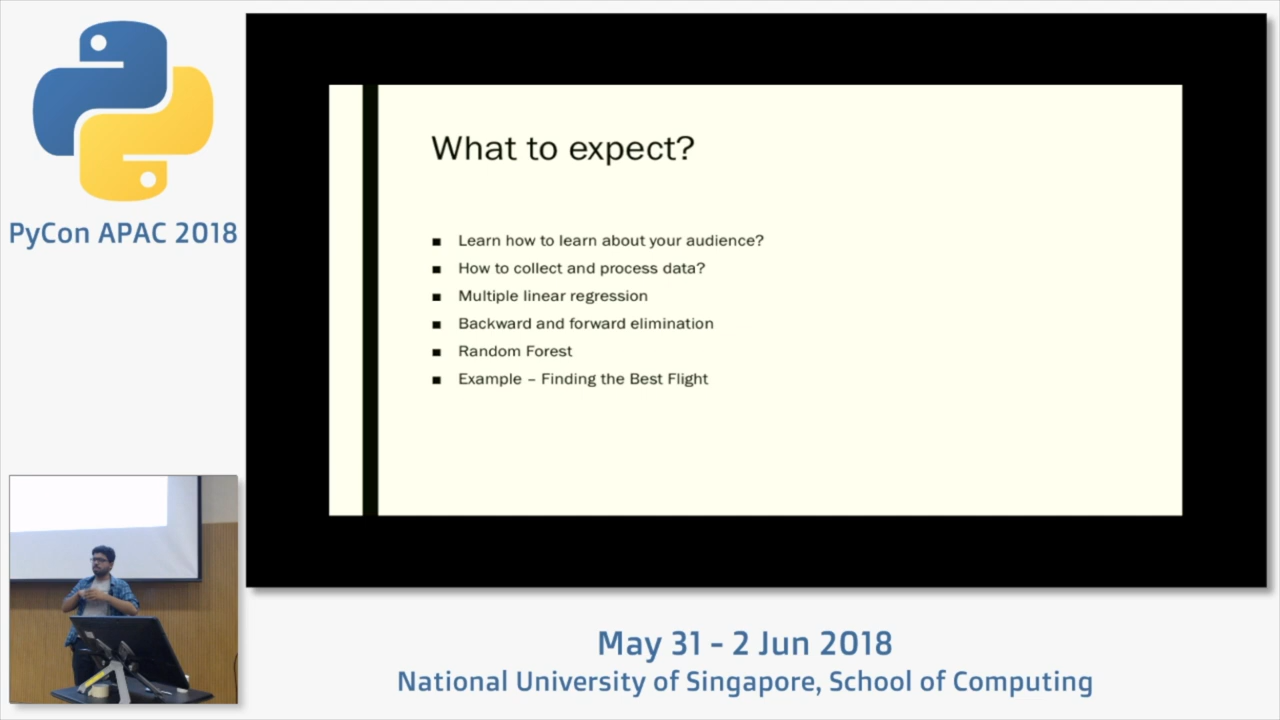 PyCon APAC 2018
What to expect?
Learn how to learn about your audience?
How to collect and process data?
Multiple linear regression
Backward and forward elimination
Random Forest
Example – Finding the Best Flight
May 31 - 2 Jun 2018
National University of Singapore, School of Computing